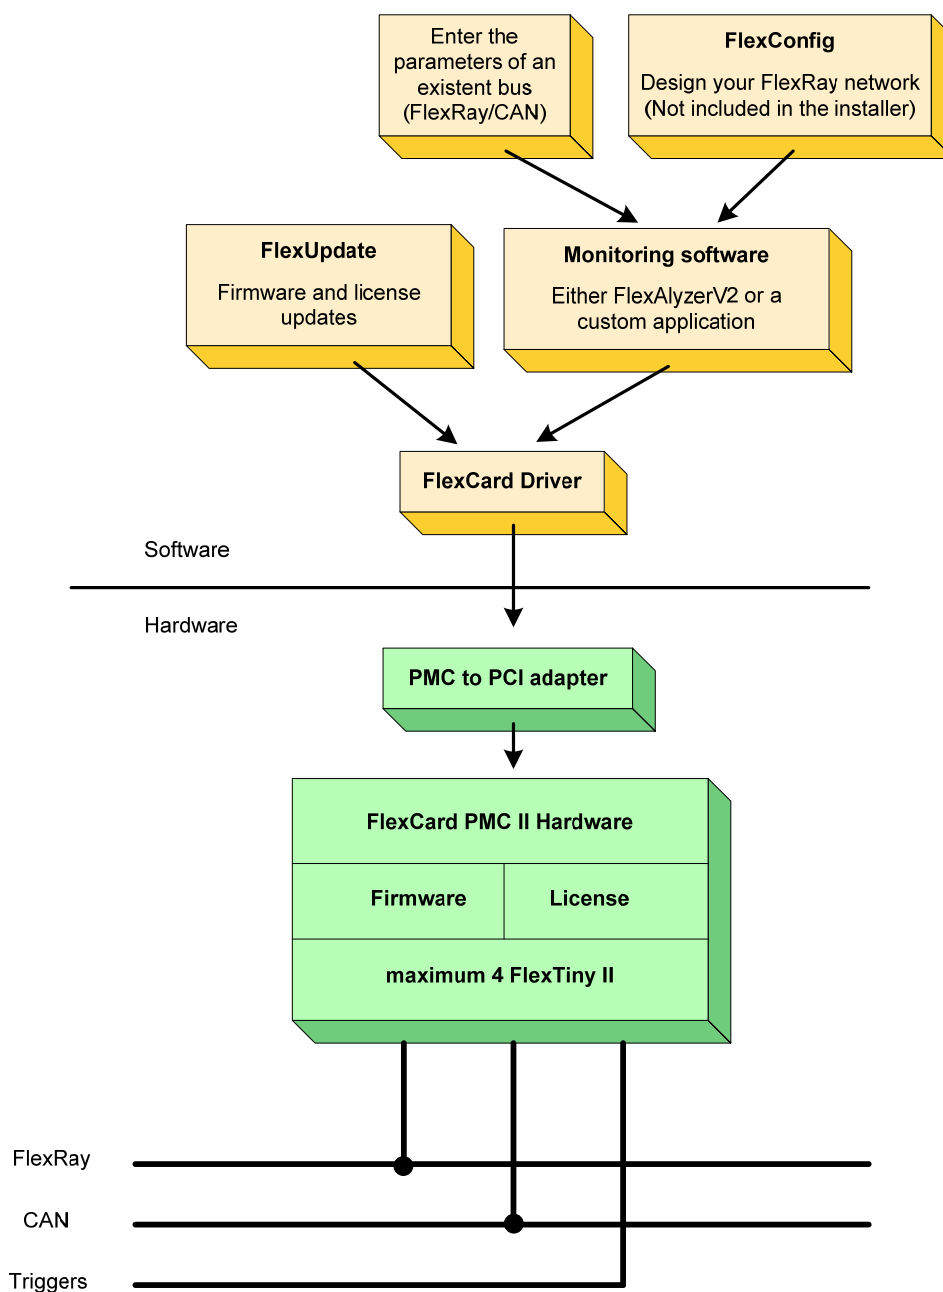 Enter the
parameters of an
existent bus
(FlexRay/CAN)
FlexConfig
Design your FlexRay network
(Not included in the installer)
FlexUpdate
Firmware and license
updates
Monitoring software
Either FlexAlyzerV2 or a
custom application
FlexCard Driver
Software
Hardware
PMC to PCI adapter
FlexCard PMC II Hardware
Firmware
License
maximum 4 FlexTiny II
FlexRay
CAN
Triggers